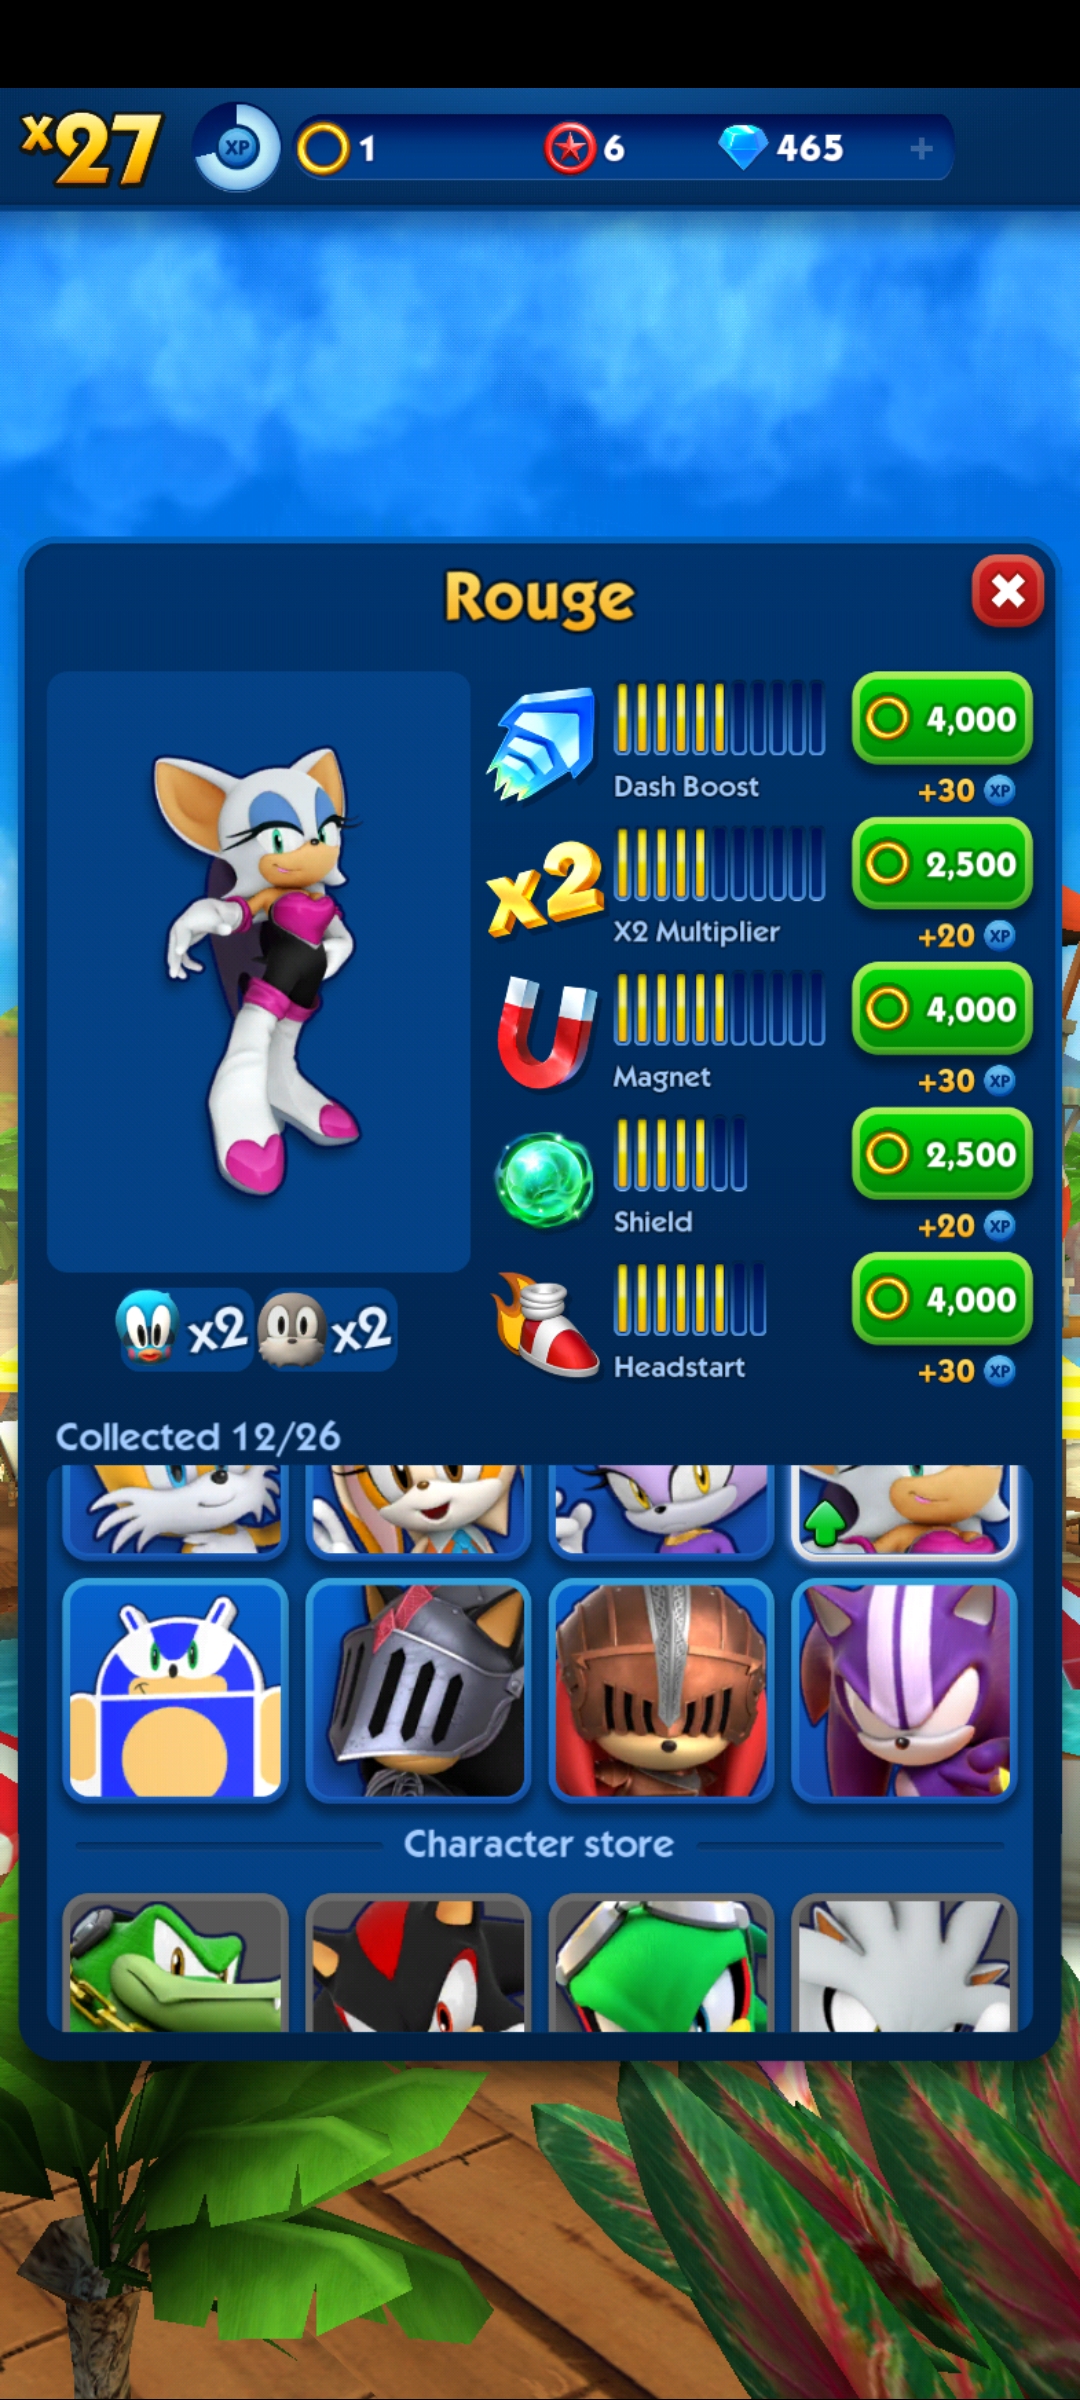 x27
XP
1
6
465
+
Rouge
4,000
Dash Boost
+30 XP
x2
2,500
X2 Multiplier
+20 XP
4,000
Magnet
+30 XP
2,500
Shield
+20 XP
4,000
Headstart
+30 XP
x2
x2
Collected 12/26
Character store